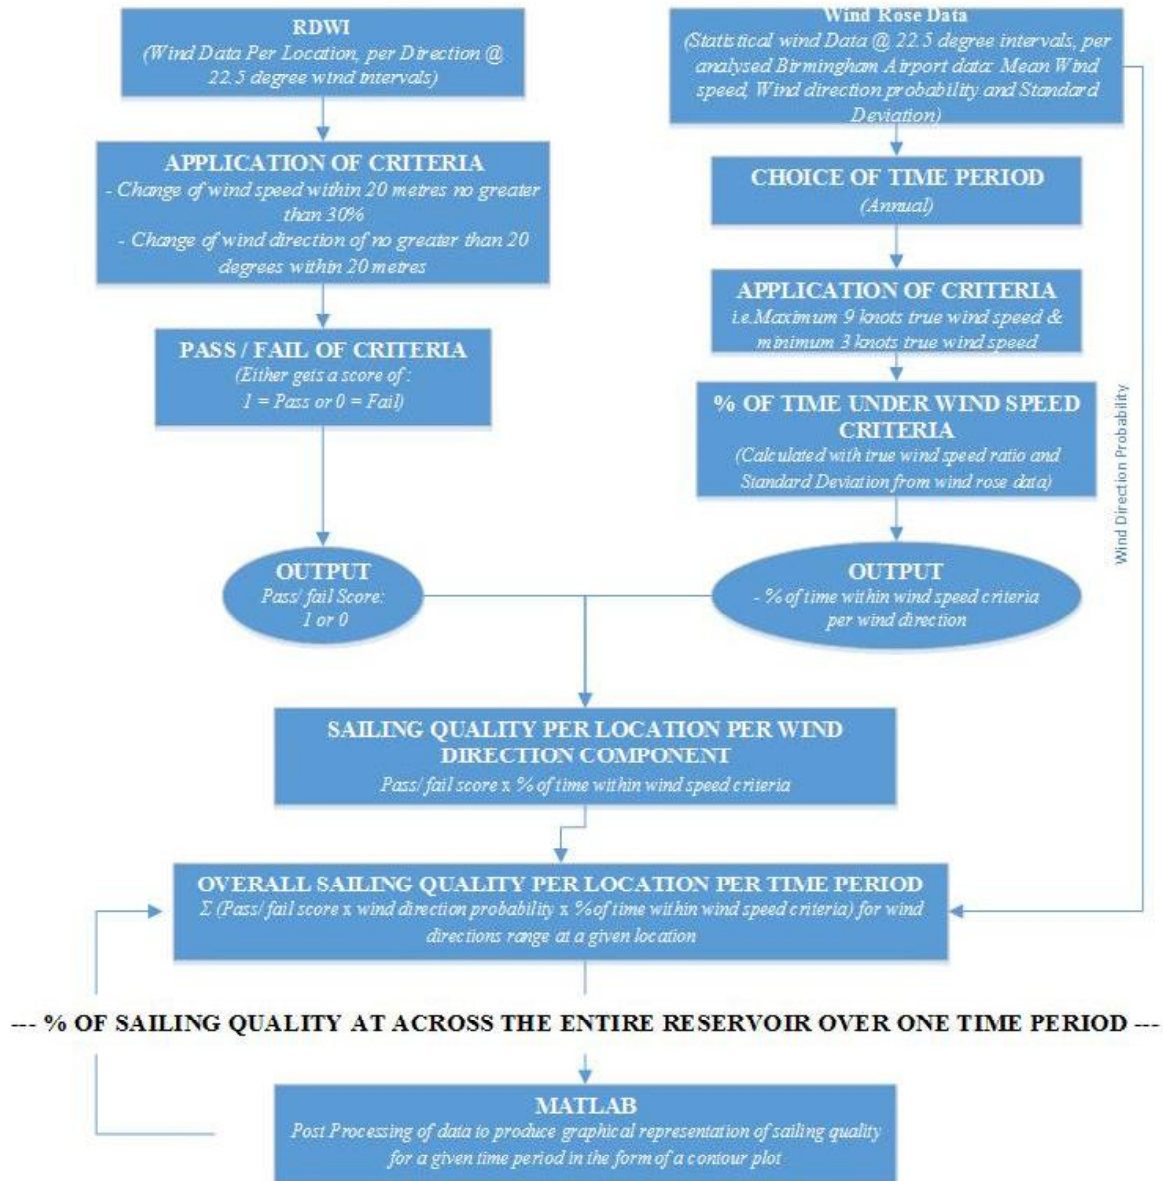 RDWI
(Wind Data Per Location, per Direction @
22.5 degree wind intervals)
APPLICATION OF CRITERIA
- Change of wind speed within 20 metres no greater
than 30%
- Change of wind direction of no greater than 20
degrees within 20 metres
PASS / FAIL OF CRITERIA
(Either gets a score of :
1 = Pass or 0 = Fail)
OUTPUT
Pass/ fail Score:
1 or 0
Wind Rose Data
(Statistical wind Data @ 22.5 degree intervals, per
analysed Birmingham Airport data: Mean Wind
speed, Wind direction probability and Standard
Deviation)
CHOICE OF TIME PERIOD
(Annual)
APPLICATION OF CRITERIA
i.e.Maximum 9 knots true wind speed &
minimum 3 knots true wind speed
% OF TIME UNDER WIND SPEED
CRITERIA
(Calculated with true wind speed ratio and
Standard Deviation from wind rose data)
OUTPUT
- % of time within wind speed criteria
per wind direction
Wind Direction Probability
SAILING QUALITY PER LOCATION PER WIND
DIRECTION COMPONENT
Pass/ fail score x % of time within wind speed criteria
OVERALL SAILING QUALITY PER LOCATION PER TIME PERIOD
Σ (Pass/ fail score x wind direction probability x % of time within wind speed criteria) for wind
directions range at a given location
--- % OF SAILING QUALITY AT ACROSS THE ENTIRE RESERVOIR OVER ONE TIME PERIOD ---
MATLAB
Post Processing of data to produce graphical representation of sailing quality
for a given time period in the form of a contour plot